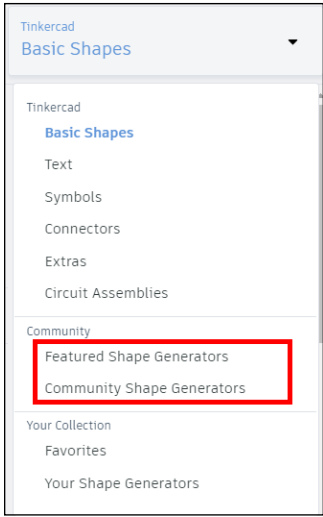 Tinkercad
Basic Shapes
Tinkercad
Basic Shapes
Text
Symbols
Connectors
Extras
Circuit Assemblies
Community
Featured Shape Generators
Community Shape Generators
Your Collection
Favorites
Your Shape Generators